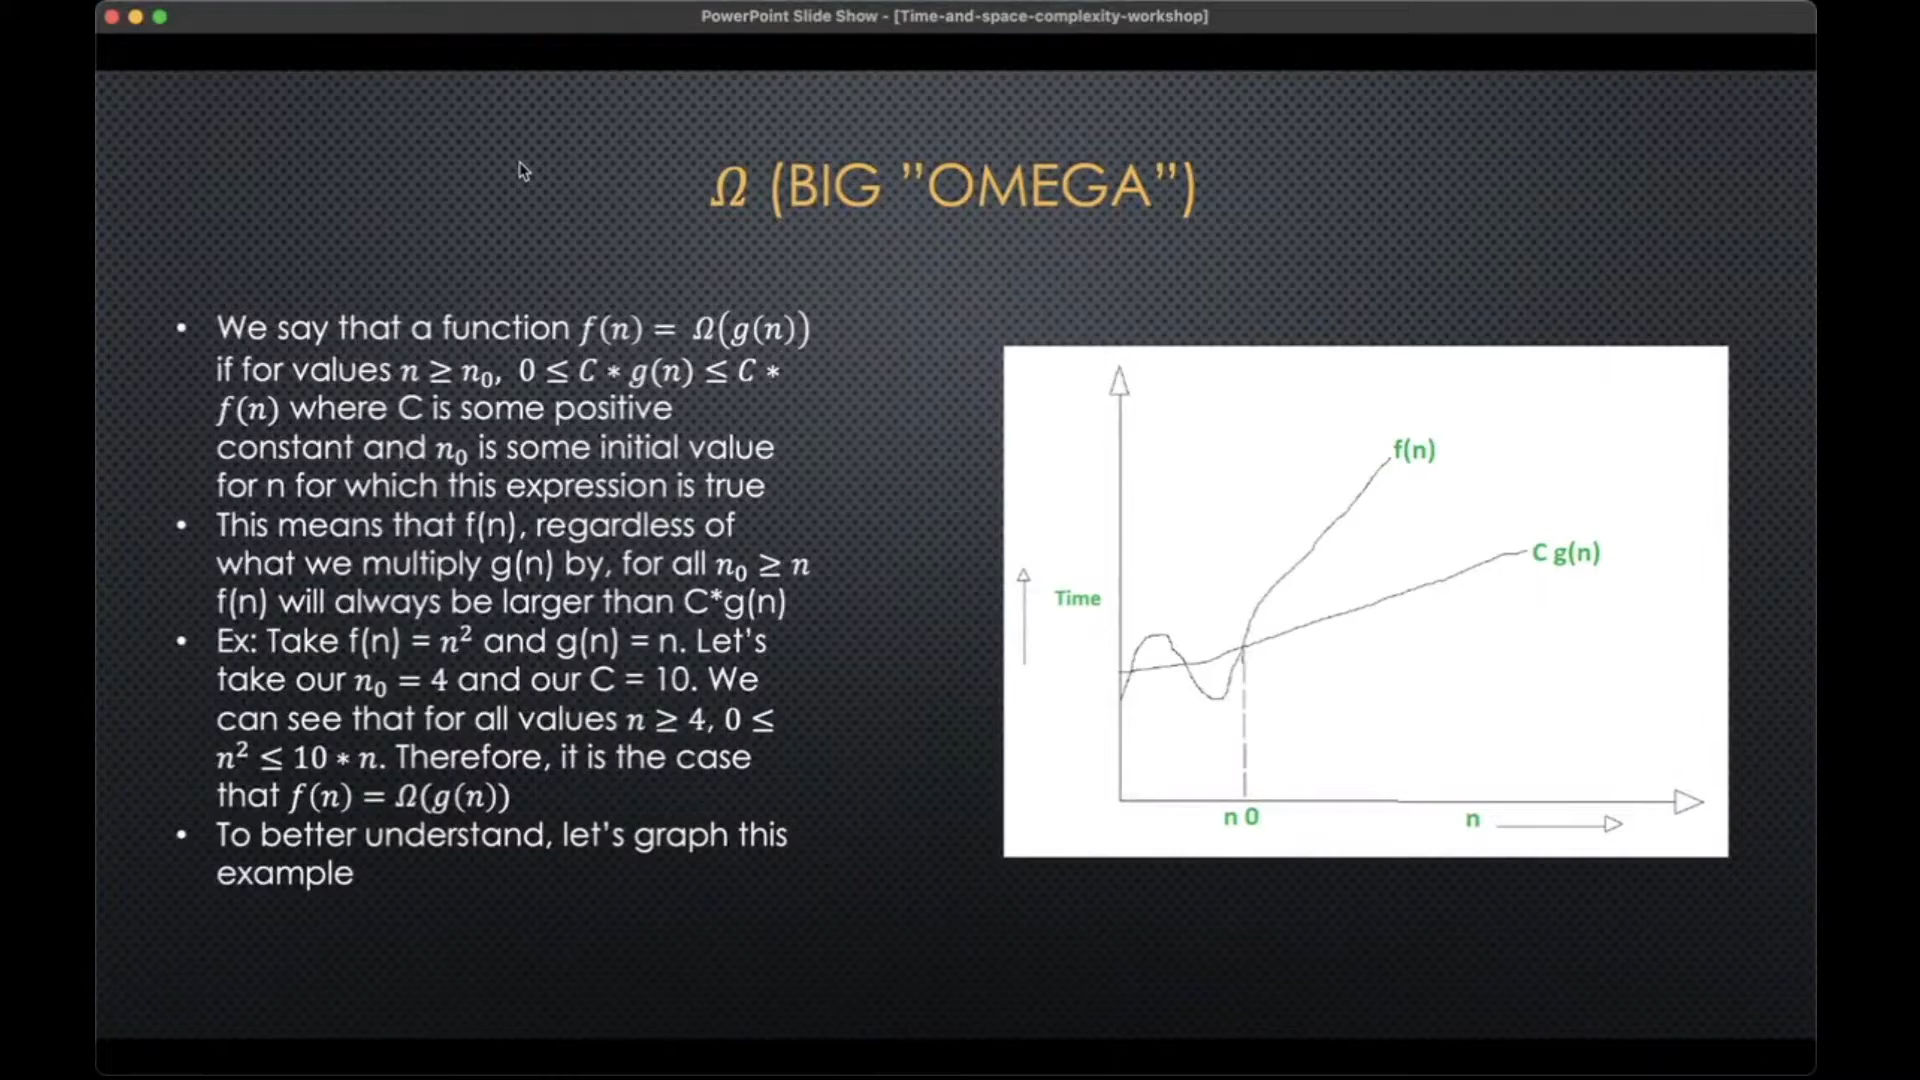 PowerPoint Slide Show - [Time-and-space-complexity-workshop]
Ω (BIG ”OMEGA”)
• We say that a function f(n) = Ω(g(n))
if for values n ≥ n₀, 0 ≤ C * g(n) ≤ C *
f(n) where C is some positive
constant and n₀ is some initial value
for n for which this expression is true
• This means that f(n), regardless of
what we multiply g(n) by, for all n₀ ≥ n
f(n) will always be larger than C*g(n)
• Ex: Take f(n) = n² and g(n) = n. Let’s
take our n₀ = 4 and our C = 10. We
can see that for all values n ≥ 4, 0 ≤
n² ≤ 10 * n. Therefore, it is the case
that f(n) = Ω(g(n))
• To better understand, let’s graph this
example
f(n)
C g(n)
Time
n 0
n